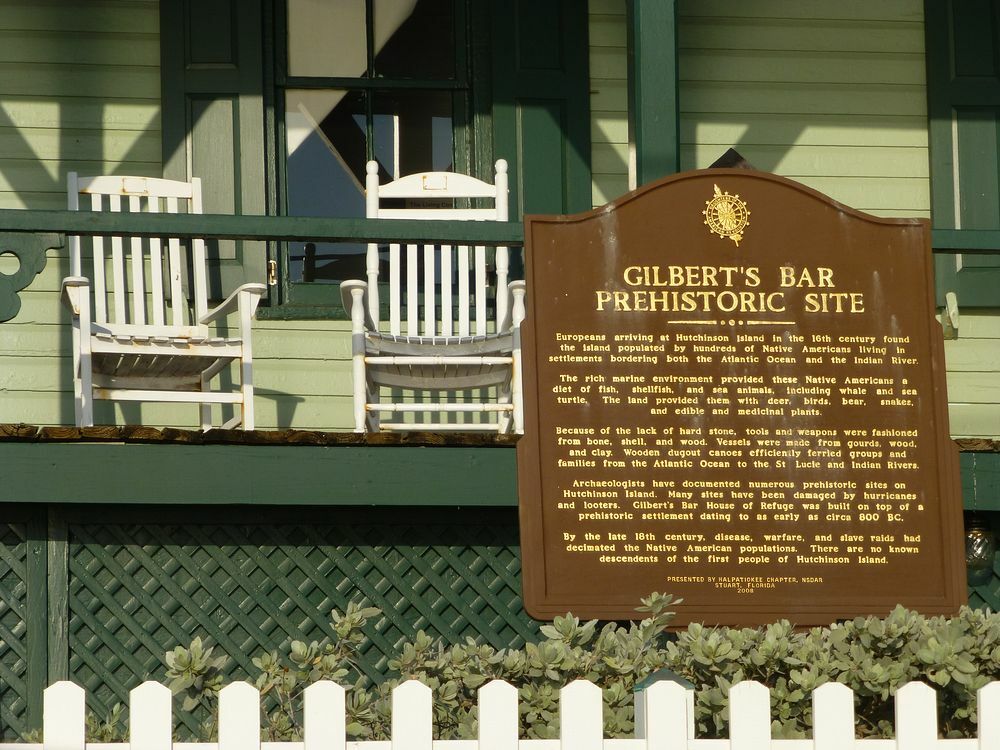 The Living
GILBERT'S BAR
PREHISTORIC SITE
Europeans arriving at Hutchinson Island in the 16th century found
the island populated by hundreds of Native Americans living in
settlements bordering both the Atlantic Ocean and the Indian River.
The rich marine environment provided these Native Americans a
diet of fish, shellfish, and sea animals, including whale and sea
turtle. The land provided them with deer, birds, bear, snakes,
and edible and medicinal plants.
Because of the lack of hard stone, tools and weapons were fashioned
from bone, shell, and wood. Vessels were made from gourds, wood,
and clay. Wooden dugout canoes efficiently ferried groups and
families from the Atlantic Ocean to the St Lucie and Indian Rivers.
Archaeologists have documented numerous prehistoric sites on
Hutchinson Island. Many sites have been damaged by hurricanes
and looters. Gilbert's Bar House of Refuge was built on top of a
prehistoric settlement dating to as early as circa 800 BC.
By the late 18th century, disease, warfare, and slave raids had
decimated the Native American populations. There are no known
descendents of the first people of Hutchinson Island.
PRESENTED BY HALPATIOKEE CHAPTER, NSDAR
STUART, FLORIDA
2008